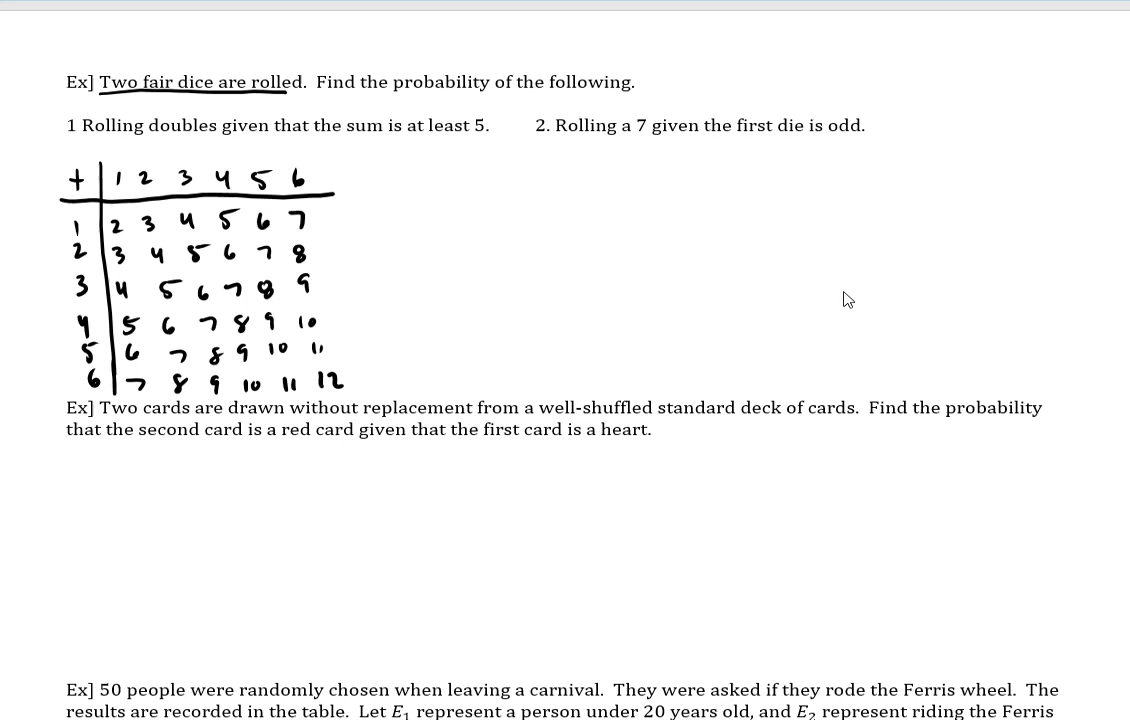 Ex] Two fair dice are rolled.  Find the probability of the following.
1 Rolling doubles given that the sum is at least 5.          2. Rolling a 7 given the first die is odd.
+ | 1 2 3 4 5 6
1 | 2 3 4 5 6 7
2 | 3 4 5 6 7 8
3 | 4 5 6 7 8 9
4 | 5 6 7 8 9 10
5 | 6 7 8 9 10 11
6 | 7 8 9 10 11 12
Ex] Two cards are drawn without replacement from a well-shuffled standard deck of cards.  Find the probability
that the second card is a red card given that the first card is a heart.
Ex] 50 people were randomly chosen when leaving a carnival.  They were asked if they rode the Ferris wheel.  The
results are recorded in the table.  Let E₁ represent a person under 20 years old, and E₂ represent riding the Ferris